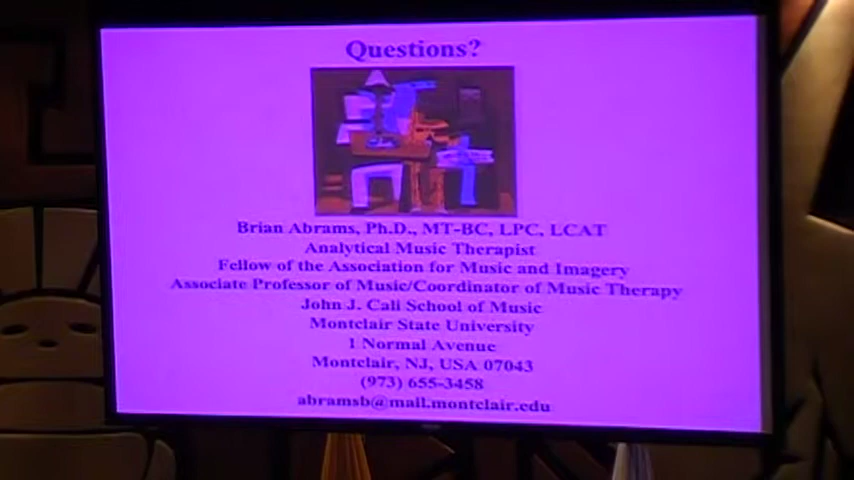 Questions?
Brian Abrams, Ph.D., MT-BC, LPC, LCAT
Analytical Music Therapist
Fellow of the Association for Music and Imagery
Associate Professor of Music/Coordinator of Music Therapy
John J. Cali School of Music
Montclair State University
1 Normal Avenue
Montclair, NJ, USA 07043
(973) 655-3458
abramsb@mail.montclair.edu